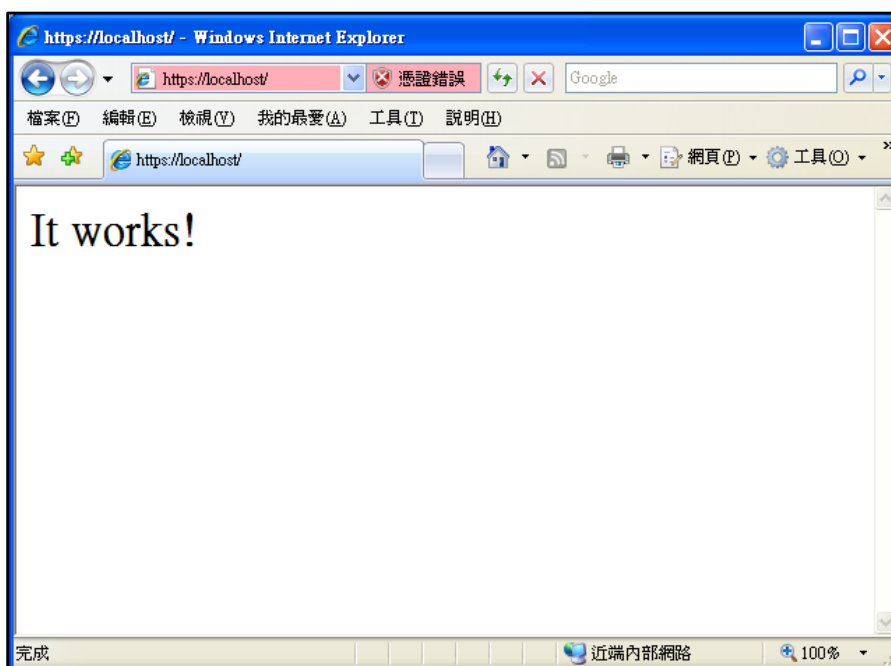 https://localhost/ - Windows Internet Explorer
https://localhost/ 憑證錯誤 Google
檔案(F) 編輯(E) 檢視(V) 我的最愛(A) 工具(T) 說明(H)
https://localhost/ 網頁(P) 工具(O) »
It works!
完成 近端內部網路 100%